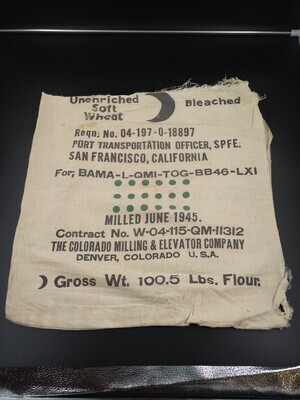 Unenriched
Soft
Wheat
Bleached
Reqn; No. 04-197-0-18897
PORT TRANSPORTATION OFFICER, SPFE.
SAN FRANCISCO, CALIFORNIA
For; BAMA-L-QMI-TOG-BB46-LX1
MILLED JUNE 1945.
Contract No. W-04-115-QM-11312
THE COLORADO MILLING & ELEVATOR COMPANY
DENVER, COLORADO U.S.A.
Gross Wt. 100.5 Lbs. Flour.